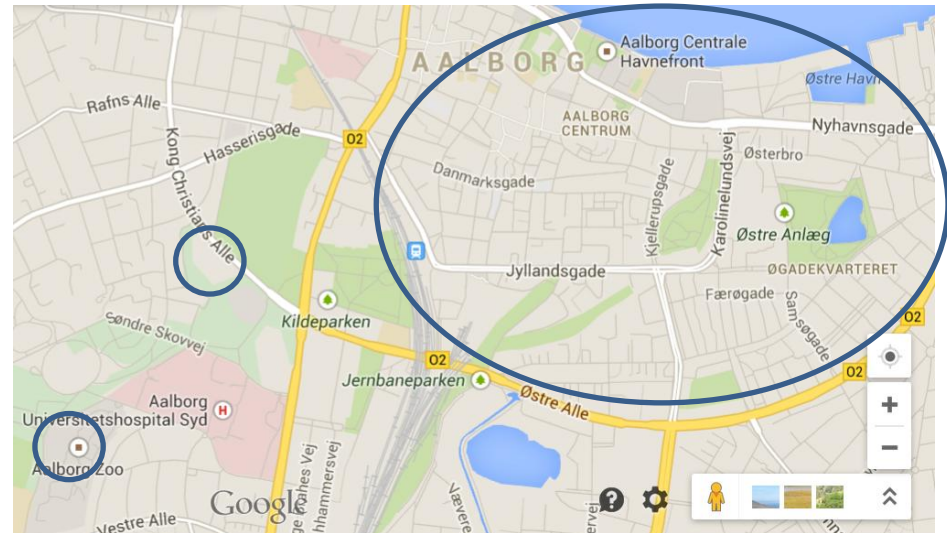 AALBORG
Aalborg Centrale
Havnefront
Østre Havn
Rafns Alle
Kong Christians Alle
Hasserisgade
O2
AALBORG
CENTRUM
Nyhavnsgade
Danmarksgade
Kjellerupsgade
Karolinelundsvej
Østerbro
Østre Anlæg
Jyllandsgade
ØGADEKVARTERET
Kildeparken
Færøgade
Samsøgade
O2
Søndre Skovvej
O2
O2
Jernbaneparken
Østre Alle
Aalborg
Universitetshospital Syd
H
Aalborg Zoo
Google
Vestre Alle
?
+
−